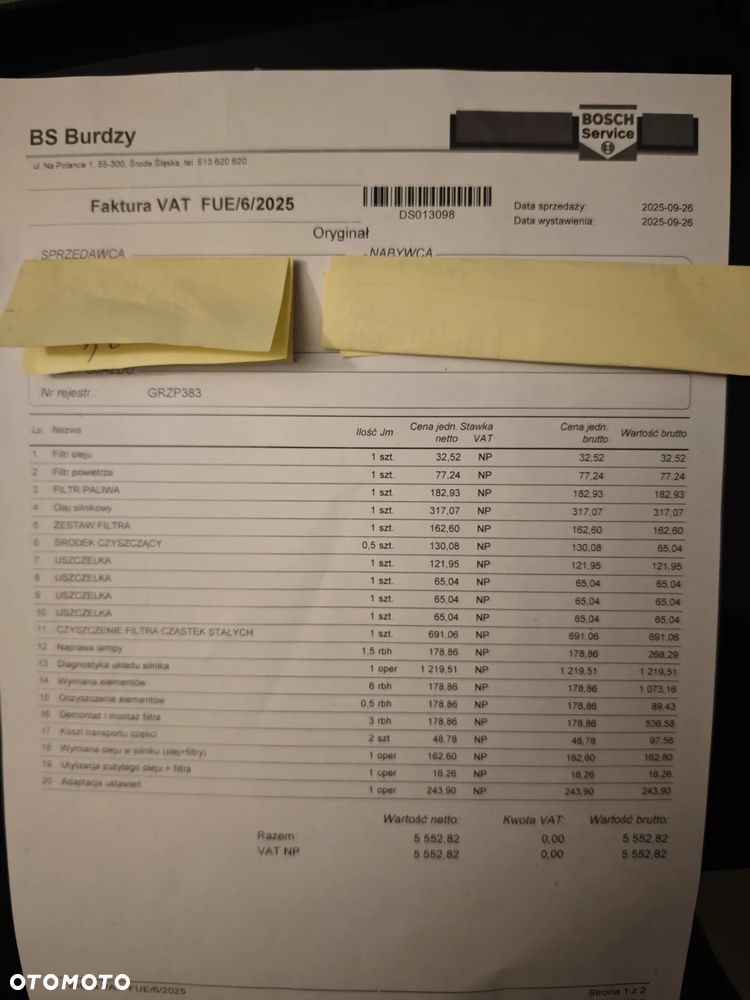 BS Burdzy
BOSCH
Service
ul. Na Polance 1, 55-300, Środa Śląska, tel. 513 620 620
Faktura VAT FUE/6/2025
DS013098
Data sprzedaży: 2025-09-26
Data wystawienia: 2025-09-26
Oryginał
SPRZEDAWCA NABYWCA
Nr rejestr.: GRZP383
Lp. Nazwa Ilość Jm Cena jedn. netto Stawka VAT Cena jedn. brutto Wartość brutto
1 Filtr oleju 1 szt. 32,52 NP 32,52 32,52
2 Filtr powietrza 1 szt. 77,24 NP 77,24 77,24
3 FILTR PALIWA 1 szt. 182,93 NP 182,93 182,93
4 Olej silnikowy 1 szt. 317,07 NP 317,07 317,07
5 ZESTAW FILTRA 1 szt. 162,60 NP 162,60 162,60
6 ŚRODEK CZYSZCZĄCY 0,5 szt. 130,08 NP 130,08 65,04
7 USZCZELKA 1 szt. 121,95 NP 121,95 121,95
8 USZCZELKA 1 szt. 65,04 NP 65,04 65,04
9 USZCZELKA 1 szt. 65,04 NP 65,04 65,04
10 USZCZELKA 1 szt. 65,04 NP 65,04 65,04
11 CZYSZCZENIE FILTRA CZĄSTEK STAŁYCH 1 szt. 691,06 NP 691,06 691,06
12 Naprawa lampy 1,5 rbh 178,86 NP 178,86 268,29
13 Diagnostyka układu silnika 1 oper 1 219,51 NP 1 219,51 1 219,51
14 Wymiana elementów 6 rbh 178,86 NP 178,86 1 073,16
15 Oczyszczenie elementów 0,5 rbh 178,86 NP 178,86 89,43
16 Demontaż i montaż filtra 3 rbh 178,86 NP 178,86 536,58
17 Koszt transportu części 2 szt 48,78 NP 48,78 97,56
18 Wymiana oleju w silniku (olej+filtry) 1 oper 162,60 NP 162,60 162,60
19 Utylizacja zużytego oleju + filtra 1 oper 16,26 NP 16,26 16,26
20 Adaptacja ustawień 1 oper 243,90 NP 243,90 243,90
Wartość netto: Kwota VAT: Wartość brutto:
Razem: 5 552,82 0,00 5 552,82
VAT NP 5 552,82 0,00 5 552,82
FUE/6/2025 Strona 1 z 2
OTOMOTO